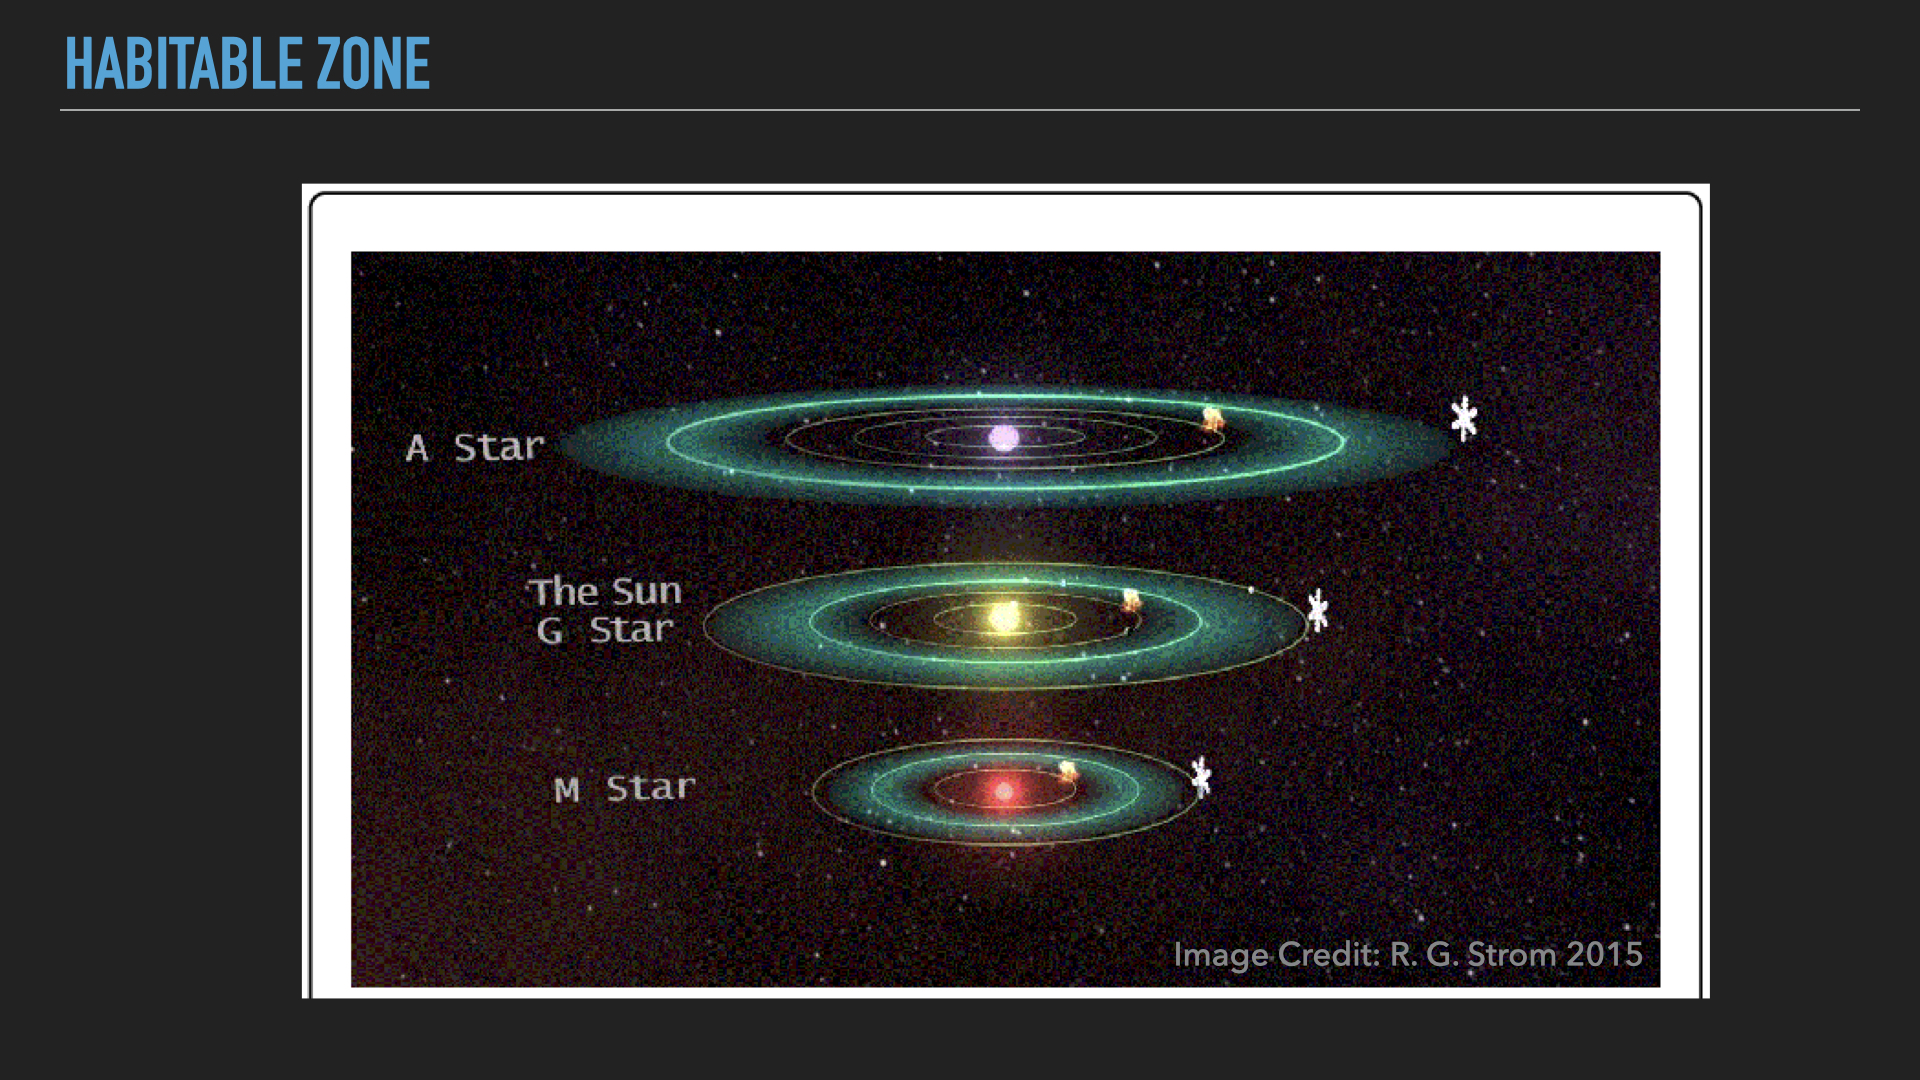 HABITABLE ZONE
A Star
The Sun
G Star
M Star
Image Credit: R. G. Strom 2015